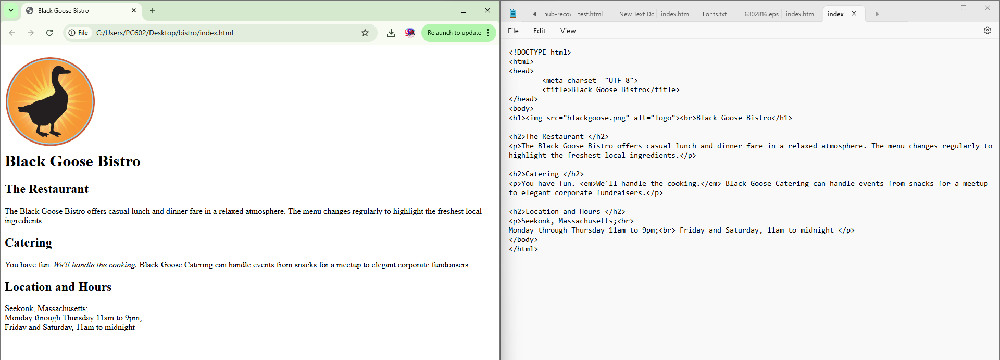 Black Goose Bistro
File
C:/Users/PC602/Desktop/bistro/index.html
Relaunch to update
Black Goose Bistro
The Restaurant
The Black Goose Bistro offers casual lunch and dinner fare in a relaxed atmosphere. The menu changes regularly to highlight the freshest local
ingredients.
Catering
You have fun. We'll handle the cooking. Black Goose Catering can handle events from snacks for a meetup to elegant corporate fundraisers.
Location and Hours
Seekonk, Massachusetts;
Monday through Thursday 11am to 9pm;
Friday and Saturday, 11am to midnight
test.html New Text Do index.html Fonts.txt 6302816.eps index.html index
File Edit View
<!DOCTYPE html>
<html>
<head>
<meta charset= "UTF-8">
<title>Black Goose Bistro</title>
</head>
<body>
<h1><img src="blackgoose.png" alt="logo"><br>Black Goose Bistro</h1>
<h2>The Restaurant </h2>
<p>The Black Goose Bistro offers casual lunch and dinner fare in a relaxed atmosphere. The menu changes regularly to
highlight the freshest local ingredients.</p>
<h2>Catering </h2>
<p>You have fun. <em>We'll handle the cooking.</em> Black Goose Catering can handle events from snacks for a meetup
to elegant corporate fundraisers.</p>
<h2>Location and Hours </h2>
<p>Seekonk, Massachusetts;<br>
Monday through Thursday 11am to 9pm;<br> Friday and Saturday, 11am to midnight </p>
</body>
</html>